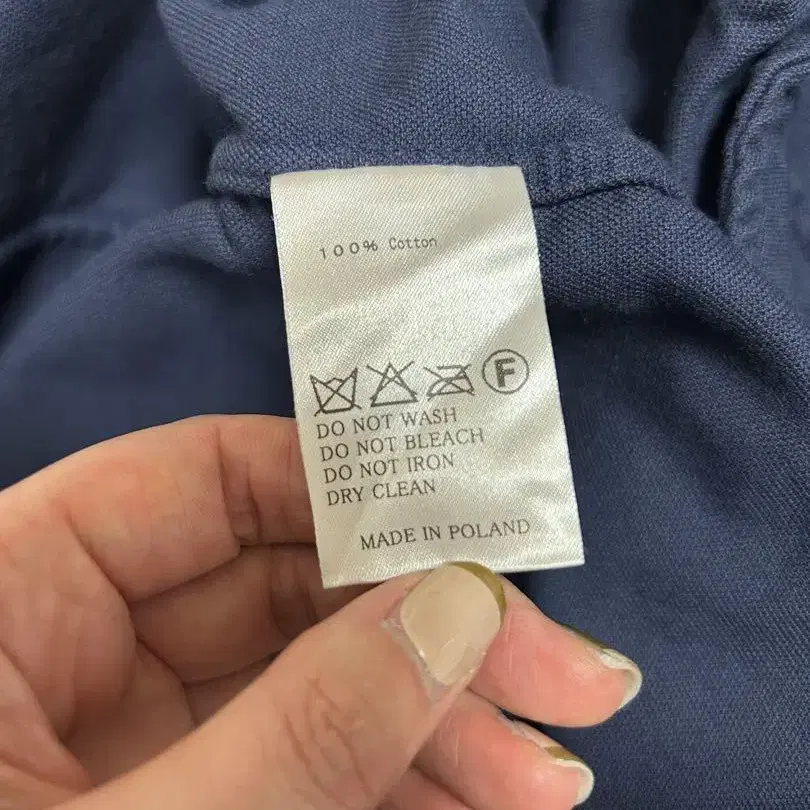 100% Cotton
F
DO NOT WASH
DO NOT BLEACH
DO NOT IRON
DRY CLEAN
MADE IN POLAND